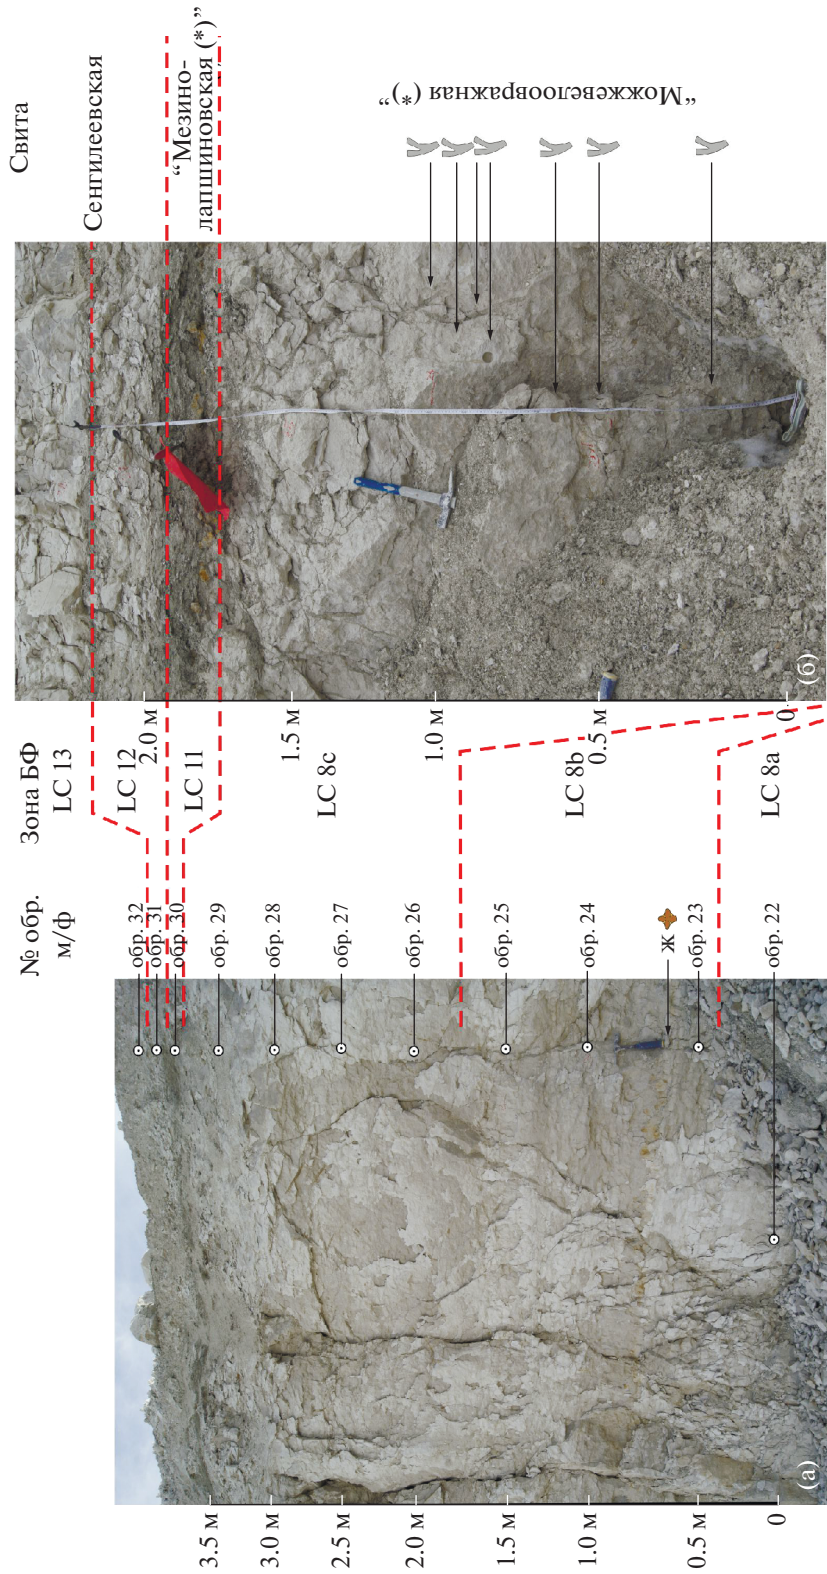 Свита
Сенгилеевская
“Мезино-
лапшиновская (*)”
“Можжевелоовражная (*)”
Зона БФ
LC 13
LC 12
LC 11
LC 8c
LC 8b
LC 8a
2.0 м
1.5 м
1.0 м
0.5 м
0
(б)
№ обр.
м/ф
обр. 32
обр. 31
обр. 30
обр. 29
обр. 28
обр. 27
обр. 26
обр. 25
обр. 24
ж
обр. 23
обр. 22
(а)
3.5 м
3.0 м
2.5 м
2.0 м
1.5 м
1.0 м
0.5 м
0